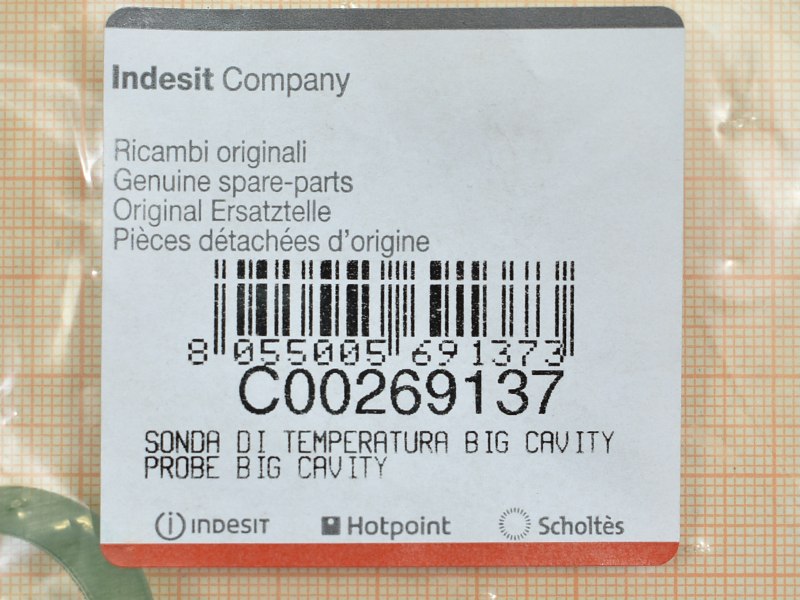 Indesit Company
Ricambi originali
Genuine spare-parts
Original Ersatztelle
Pièces détachées d'origine
8 055005 691373
C00269137
SONDA DI TEMPERATURA BIG CAVITY
PROBE BIG CAVITY
INDESIT Hotpoint Scholtès